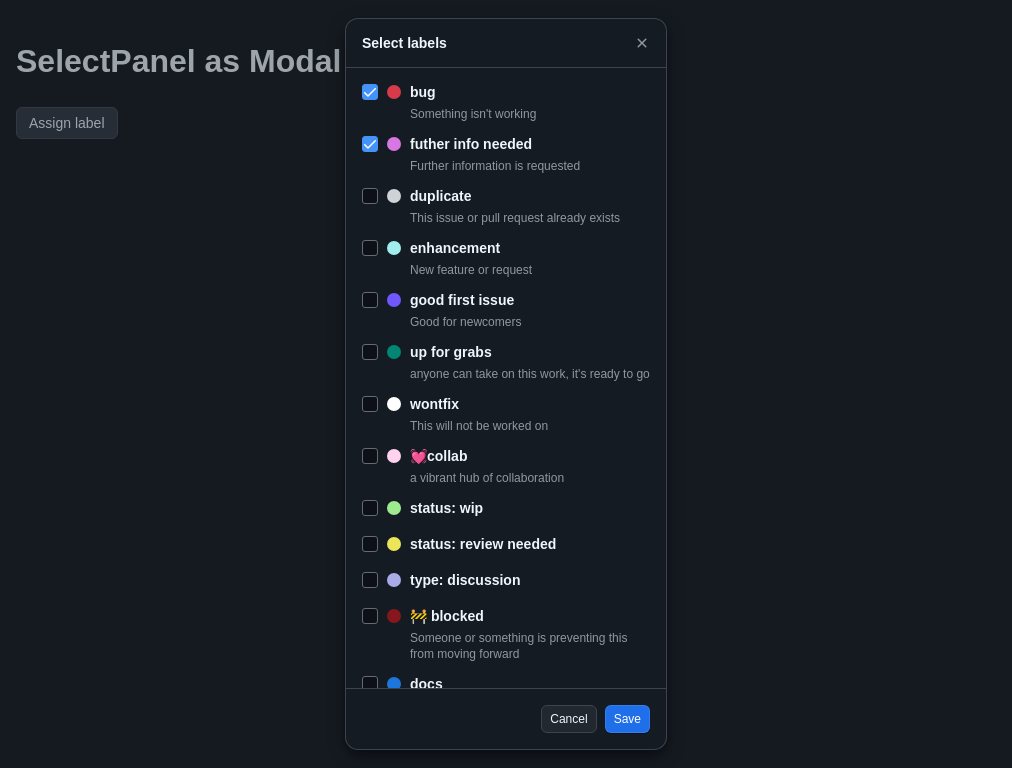 SelectPanel as Modal
Assign label
Select labels
bug
Something isn't working
futher info needed
Further information is requested
duplicate
This issue or pull request already exists
enhancement
New feature or request
good first issue
Good for newcomers
up for grabs
anyone can take on this work, it's ready to go
wontfix
This will not be worked on
💓collab
a vibrant hub of collaboration
status: wip
status: review needed
type: discussion
🚧 blocked
Someone or something is preventing this
from moving forward
docs
Cancel
Save